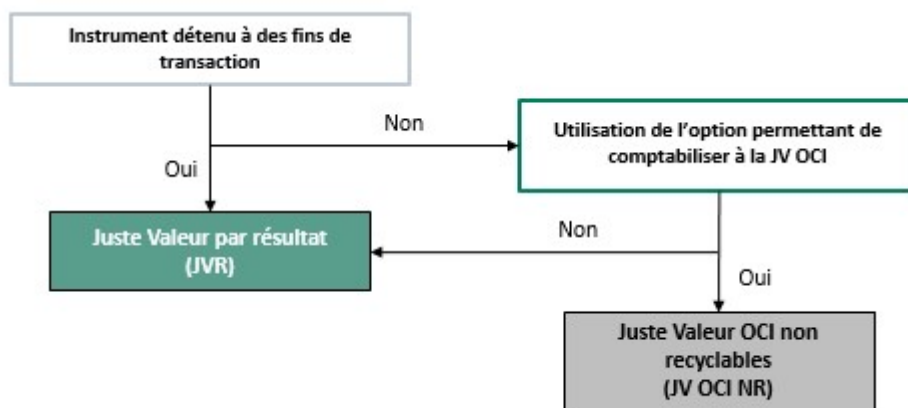 Instrument détenu à des fins de
transaction
Non
Utilisation de l’option permettant de
comptabiliser à la JV OCI
Oui
Juste Valeur par résultat
(JVR)
Non
Oui
Juste Valeur OCI non
recyclables
(JV OCI NR)